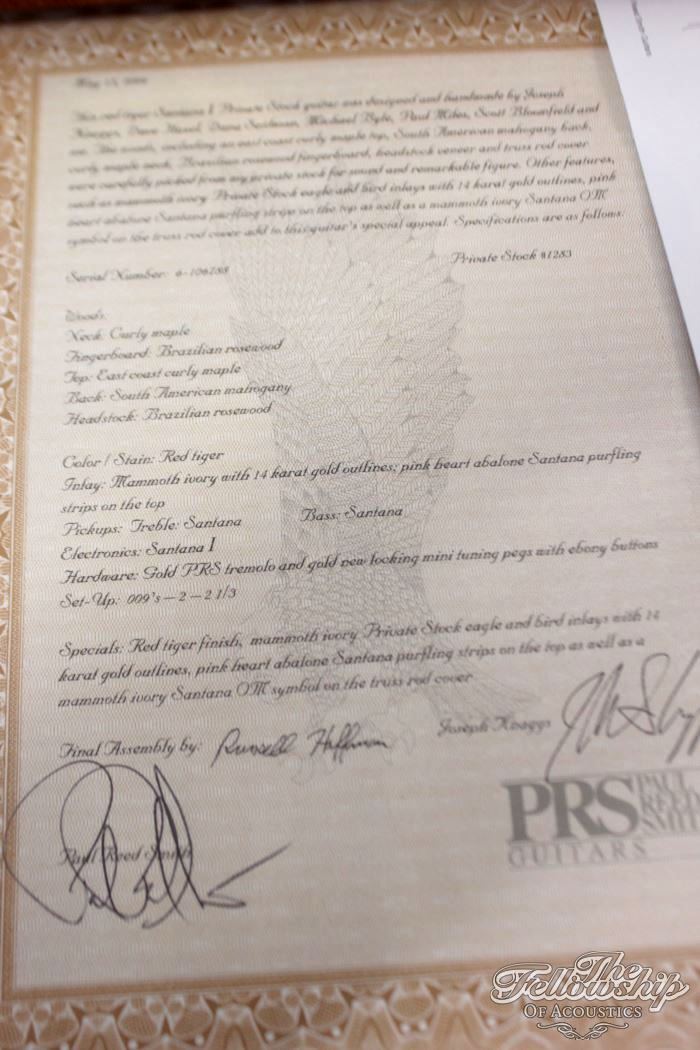 May 15, 2006
This red tiger Santana I Private Stock guitar was designed and handmade by Joseph
Knaggs, Dave Hazel, Dana Michael Byle, Paul Miles, Scott Bloomfield and
me. The woods, including an east coast curly maple top, South American mahogany back,
curly maple neck, Brazilian rosewood fingerboard, headstock veneer and truss rod cover
were carefully picked from my private stock for sound and remarkable figure. Other features,
such as mammoth ivory Private Stock eagle and bird inlays with 14 karat gold outlines, pink
heart abalone Santana purfling strips on the top as well as a mammoth ivory Santana OM
symbol on the truss rod cover add to this guitar's special appeal. Specifications are as follows:
Serial Number: 6-106788 Private Stock #1283
Woods:
Neck: Curly maple
Fingerboard: Brazilian rosewood
Top: East coast curly maple
Back: South American mahogany
Headstock: Brazilian rosewood
Color / Stain: Red tiger
Inlay: Mammoth ivory with 14 karat gold outlines; pink heart abalone Santana purfling
strips on the top
Pickups: Treble: Santana Bass: Santana
Electronics: Santana I
Hardware: Gold PRS tremolo and gold new locking mini tuning pegs with ebony buttons
Set-Up: 009's — 2 — 2 1/3
Specials: Red tiger finish, mammoth ivory Private Stock eagle and bird inlays with 14
karat gold outlines, pink heart abalone Santana purfling strips on the top as well as a
mammoth ivory Santana OM symbol on the truss rod cover
Final Assembly by: Russell Hoffman Joseph Knaggs
Paul Reed Smith
PRS PAUL REED SMITH
GUITARS
The
Fellowship
OF ACOUSTICS